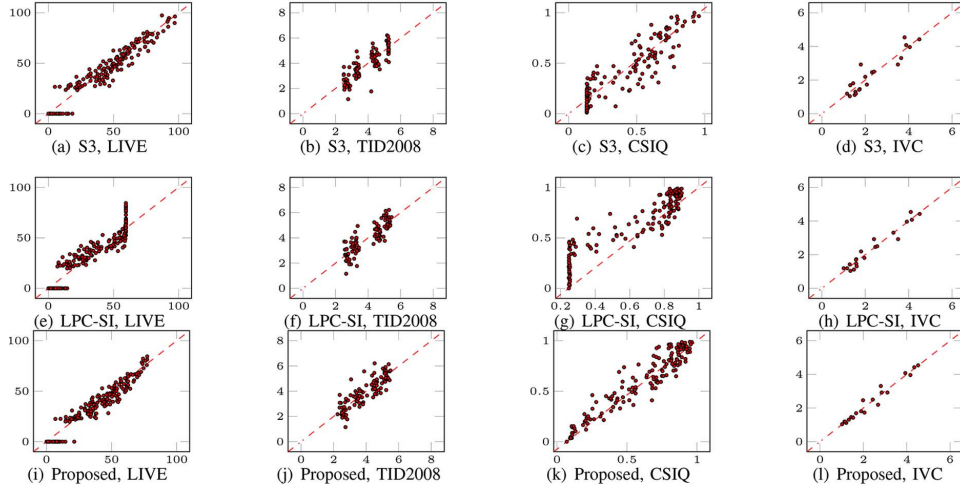 100
50
0
0 50 100
(a) S3, LIVE
8
6
4
2
0
0 2 4 6 8
(b) S3, TID2008
1
0.5
0
0 0.5 1
(c) S3, CSIQ
6
4
2
0
0 2 4 6
(d) S3, IVC
100
50
0
0 50 100
(e) LPC-SI, LIVE
8
6
4
2
0
0 2 4 6 8
(f) LPC-SI, TID2008
1
0.5
0
0.2 0.4 0.6 0.8 1
(g) LPC-SI, CSIQ
6
4
2
0
0 2 4 6
(h) LPC-SI, IVC
100
50
0
0 50 100
(i) Proposed, LIVE
8
6
4
2
0
0 2 4 6 8
(j) Proposed, TID2008
1
0.5
0
0 0.5 1
(k) Proposed, CSIQ
6
4
2
0
0 2 4 6
(l) Proposed, IVC